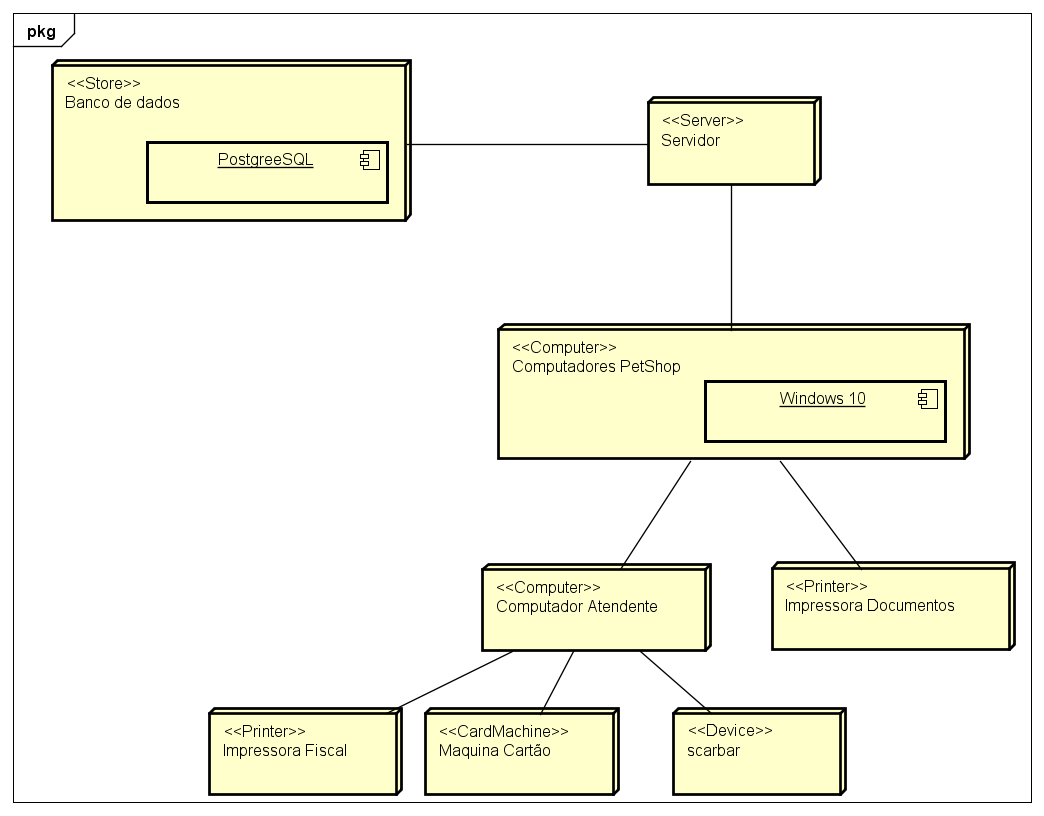 pkg
<<Store>>
Banco de dados
PostgreeSQL
<<Server>>
Servidor
<<Computer>>
Computadores PetShop
Windows 10
<<Computer>>
Computador Atendente
<<Printer>>
Impressora Documentos
<<Printer>>
Impressora Fiscal
<<CardMachine>>
Maquina Cartão
<<Device>>
scarbar